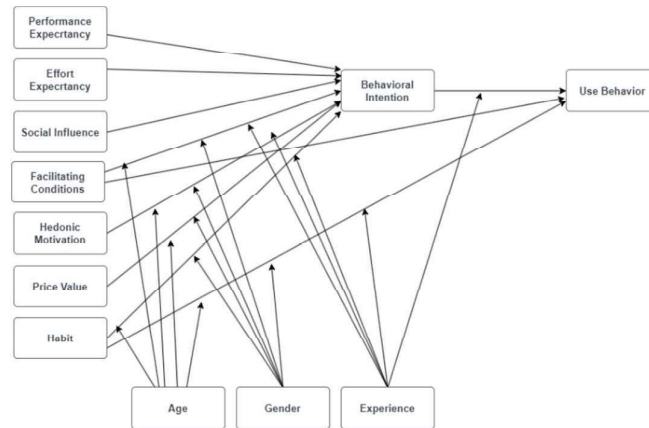 Performance
Expecrtancy
Effort
Expecrtancy
Social Influence
Facilitating
Conditions
Hedonic
Motivation
Price Value
Habit
Behavioral
Intention
Use Behavior
Age
Gender
Experience